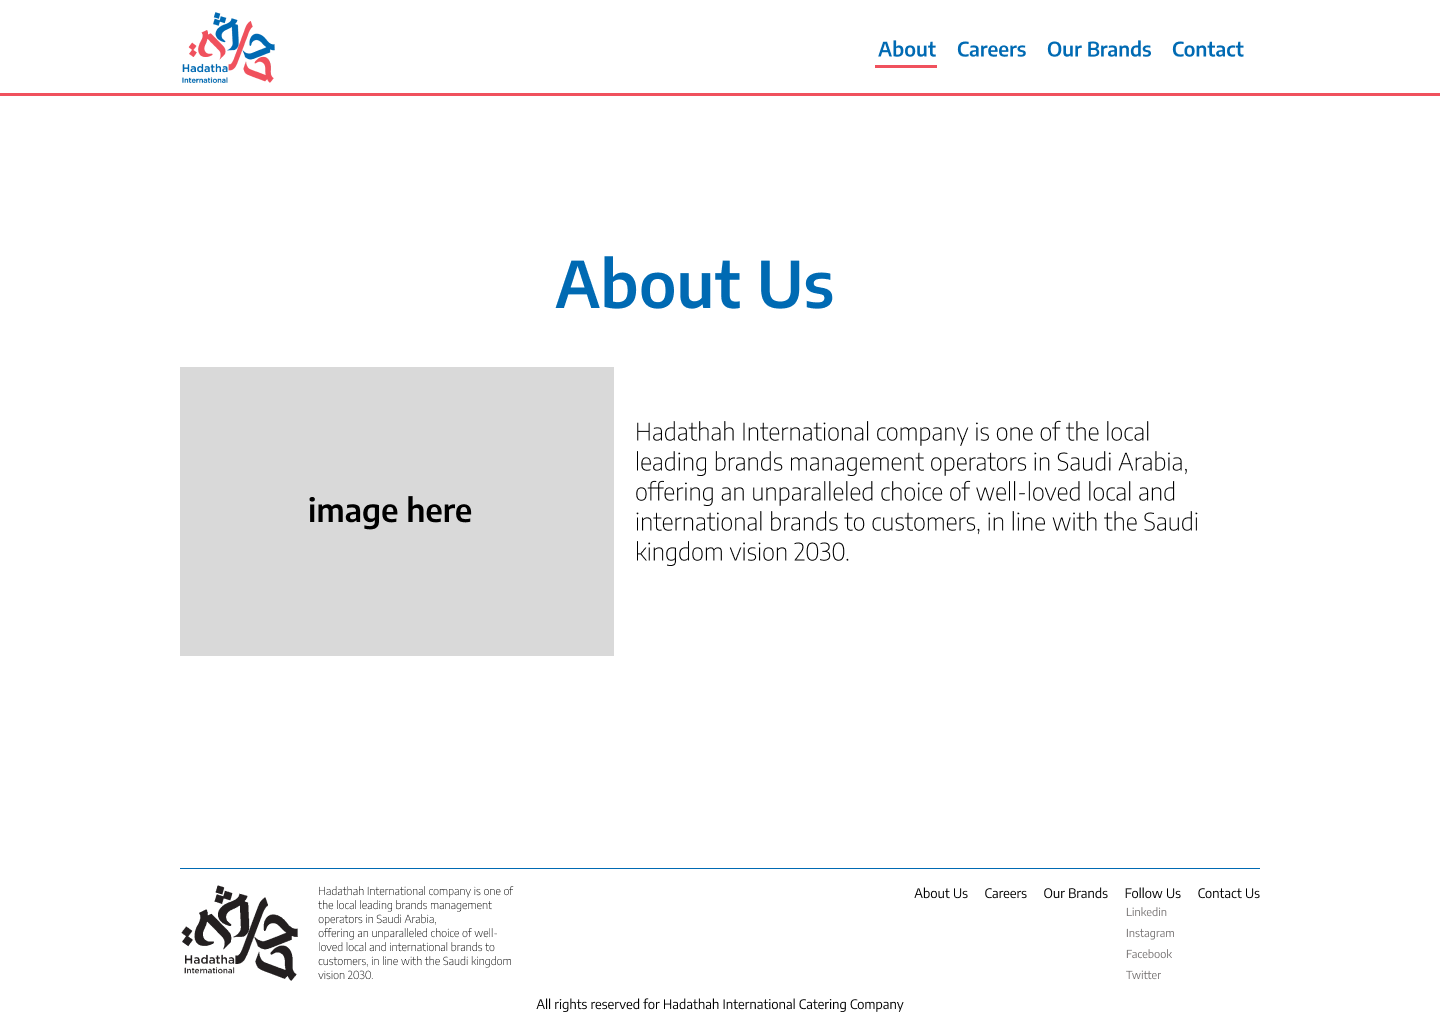 Hadatha
International
About Careers Our Brands Contact
About Us
image here
Hadathah International company is one of the local
leading brands management operators in Saudi Arabia,
offering an unparalleled choice of well-loved local and
international brands to customers, in line with the Saudi
kingdom vision 2030.
Hadatha
International
Hadathah International company is one of
the local leading brands management
operators in Saudi Arabia,
offering an unparalleled choice of well-
loved local and international brands to
customers, in line with the Saudi kingdom
vision 2030.
About Us Careers Our Brands Follow Us Contact Us
Linkedin
Instagram
Facebook
Twitter
All rights reserved for Hadathah International Catering Company